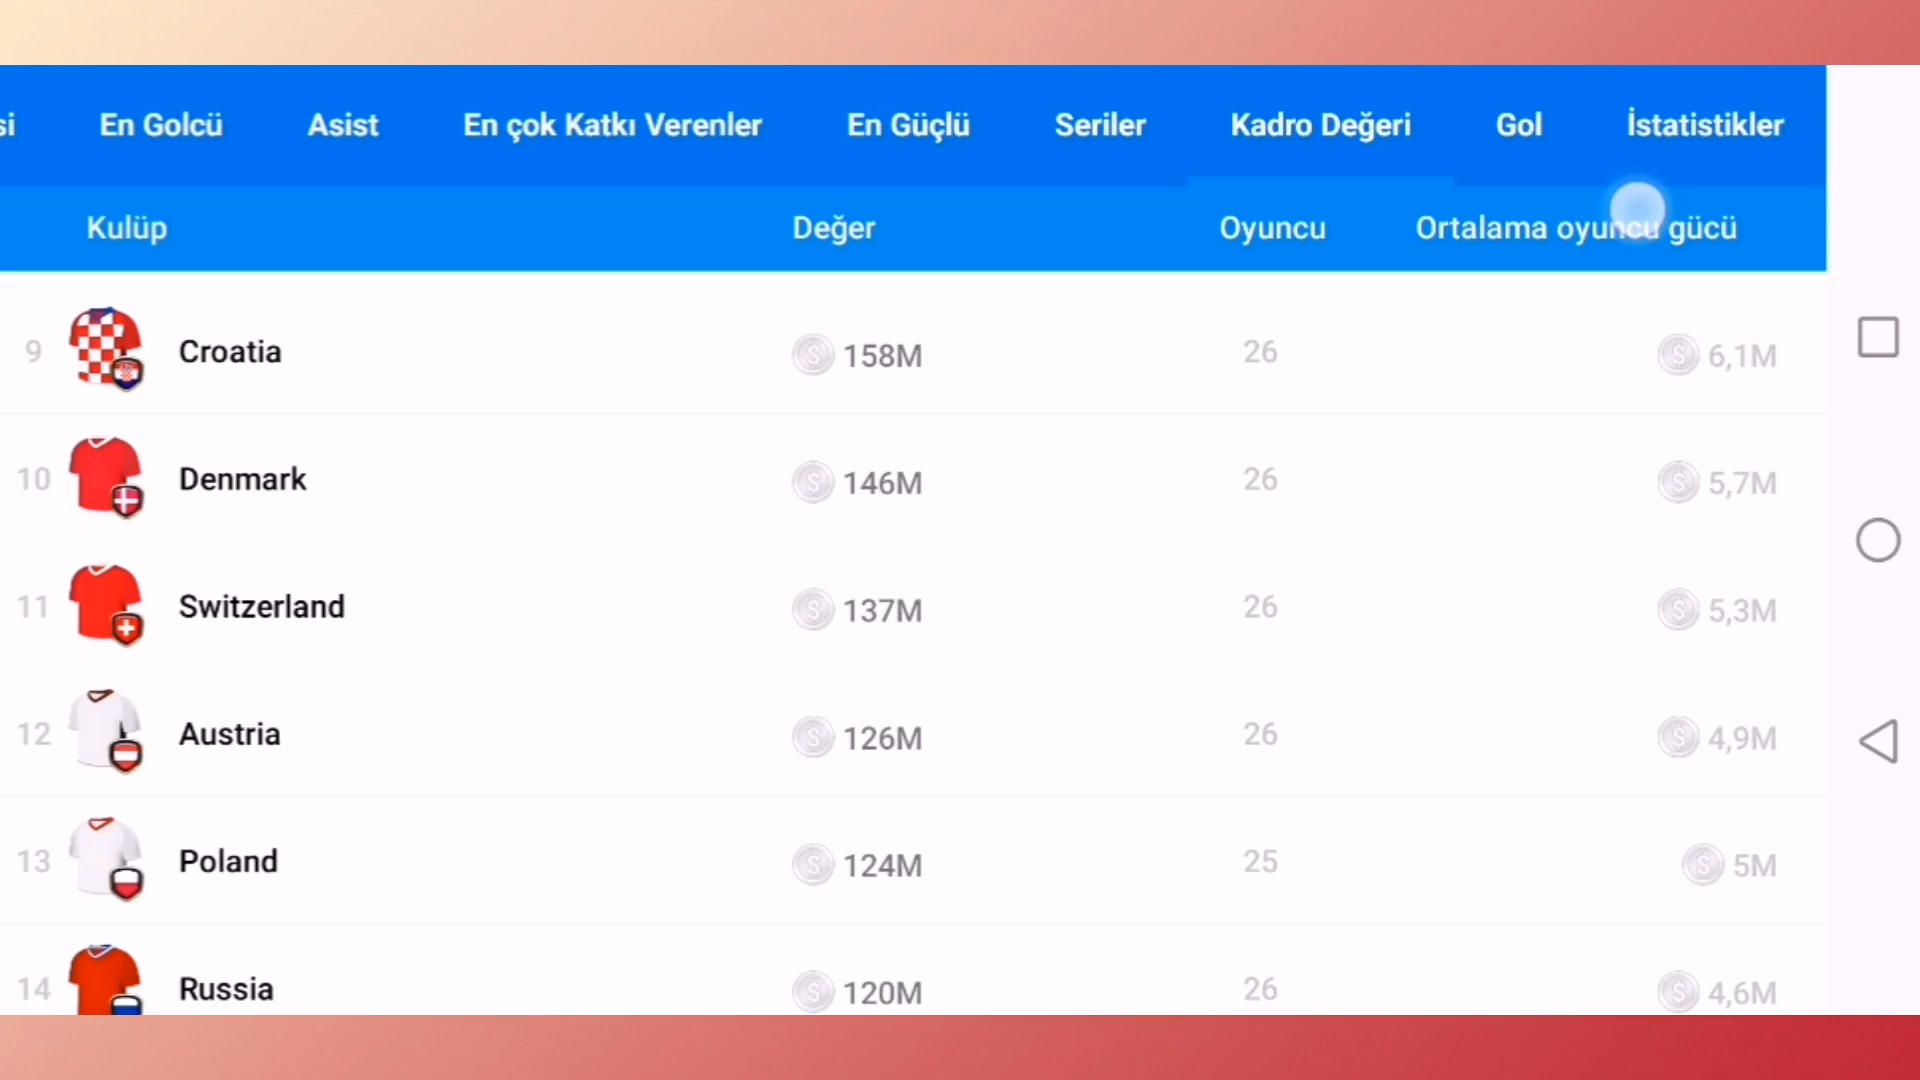 si En Golcü Asist En çok Katkı Verenler En Güçlü Seriler Kadro Değeri Gol İstatistikler
Kulüp Değer Oyuncu Ortalama oyuncu gücü
9 Croatia 158M 26 6,1M
10 Denmark 146M 26 5,7M
11 Switzerland 137M 26 5,3M
12 Austria 126M 26 4,9M
13 Poland 124M 25 5M
14 Russia 120M 26 4,6M